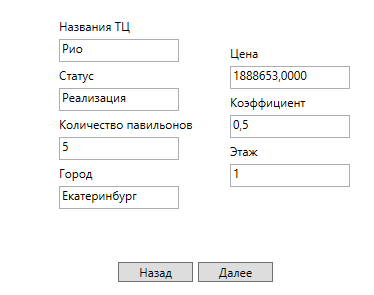 Названия ТЦ
Рио
Статус
Реализация
Количество павильонов
5
Город
Екатеринбург
Цена
1888653,0000
Коэффициент
0,5
Этаж
1
Назад
Далее